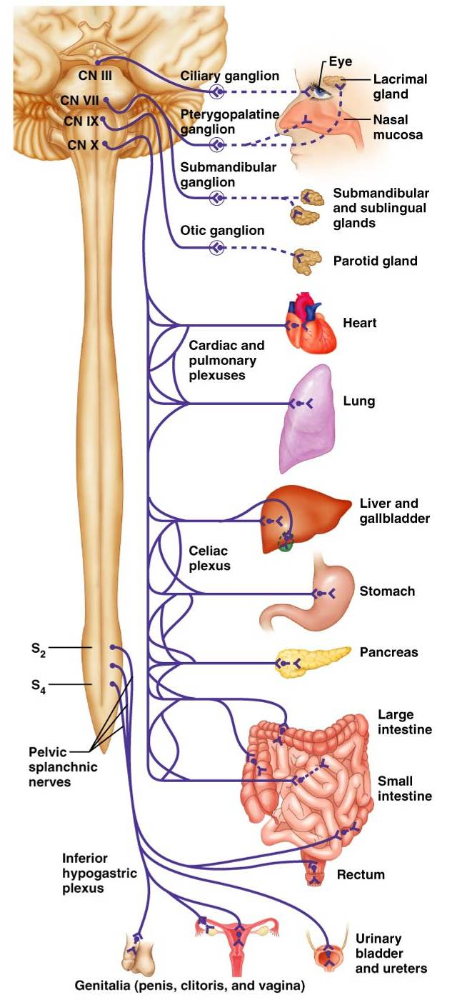 CN III
CN VII
CN IX
CN X
Ciliary ganglion
Eye
Lacrimal
gland
Pterygopalatine
ganglion
Nasal
mucosa
Submandibular
ganglion
Submandibular
and sublingual
glands
Otic ganglion
Parotid gland
Heart
Cardiac and
pulmonary
plexuses
Lung
Liver and
gallbladder
Celiac
plexus
Stomach
S2
Pancreas
S4
Large
intestine
Pelvic
splanchnic
nerves
Small
intestine
Inferior
hypogastric
plexus
Rectum
Urinary
bladder
and ureters
Genitalia (penis, clitoris, and vagina)